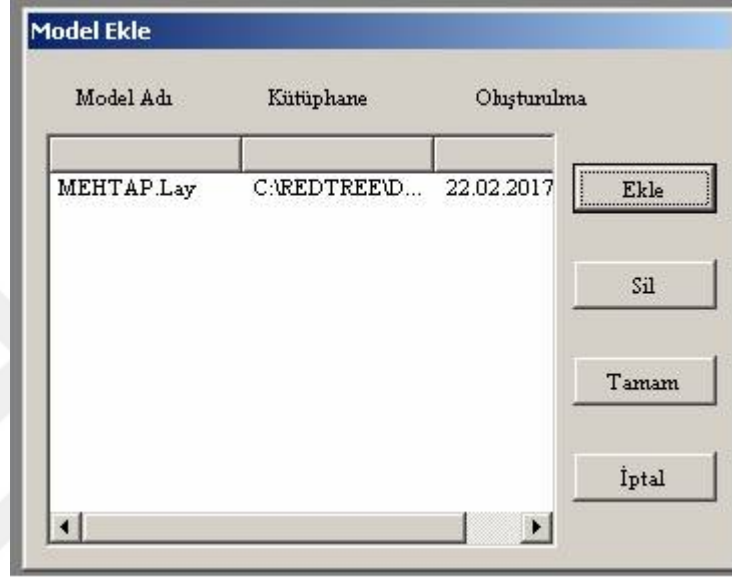 Model Ekle
Model Adı Kütüphane Oluşturulma
MEHTAP.Lay C:\REDTREE\D... 22.02.2017
Ekle
Sil
Tamam
İptal